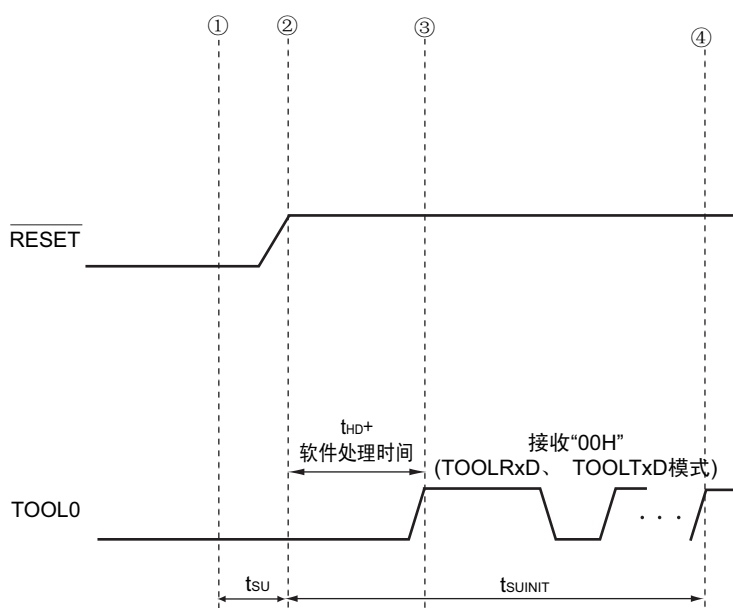 ① ② ③ ④
RESET
tHD+
软件处理时间
接收“00H”
(TOOLRxD、 TOOLTxD模式)
TOOL0
. . .
tSU
tSUINIT